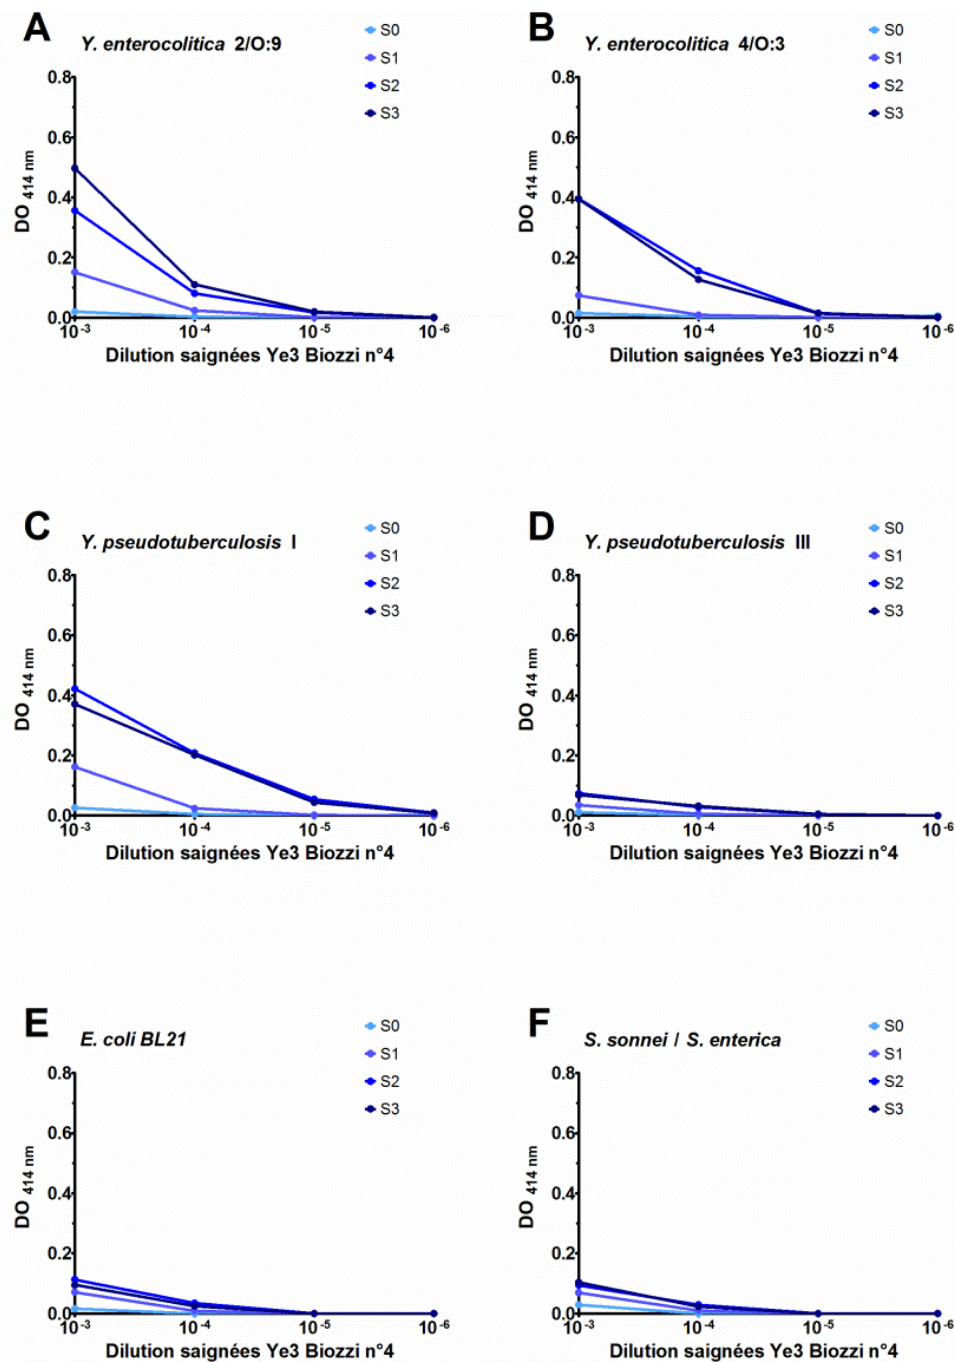 A
Y. enterocolitica 2/O:9
S0
S1
S2
S3
0.8
0.6
0.4
0.2
0.0
DO 414 nm
10-3
10-4
10-5
10-6
Dilution saignées Ye3 Biozzi n°4
B
Y. enterocolitica 4/O:3
S0
S1
S2
S3
0.8
0.6
0.4
0.2
0.0
DO 414 nm
10-3
10-4
10-5
10-6
Dilution saignées Ye3 Biozzi n°4
C
Y. pseudotuberculosis I
S0
S1
S2
S3
0.8
0.6
0.4
0.2
0.0
DO 414 nm
10-3
10-4
10-5
10-6
Dilution saignées Ye3 Biozzi n°4
D
Y. pseudotuberculosis III
S0
S1
S2
S3
0.8
0.6
0.4
0.2
0.0
DO 414 nm
10-3
10-4
10-5
10-6
Dilution saignées Ye3 Biozzi n°4
E
E. coli BL21
S0
S1
S2
S3
0.8
0.6
0.4
0.2
0.0
DO 414 nm
10-3
10-4
10-5
10-6
Dilution saignées Ye3 Biozzi n°4
F
S. sonnei / S. enterica
S0
S1
S2
S3
0.8
0.6
0.4
0.2
0.0
DO 414 nm
10-3
10-4
10-5
10-6
Dilution saignées Ye3 Biozzi n°4